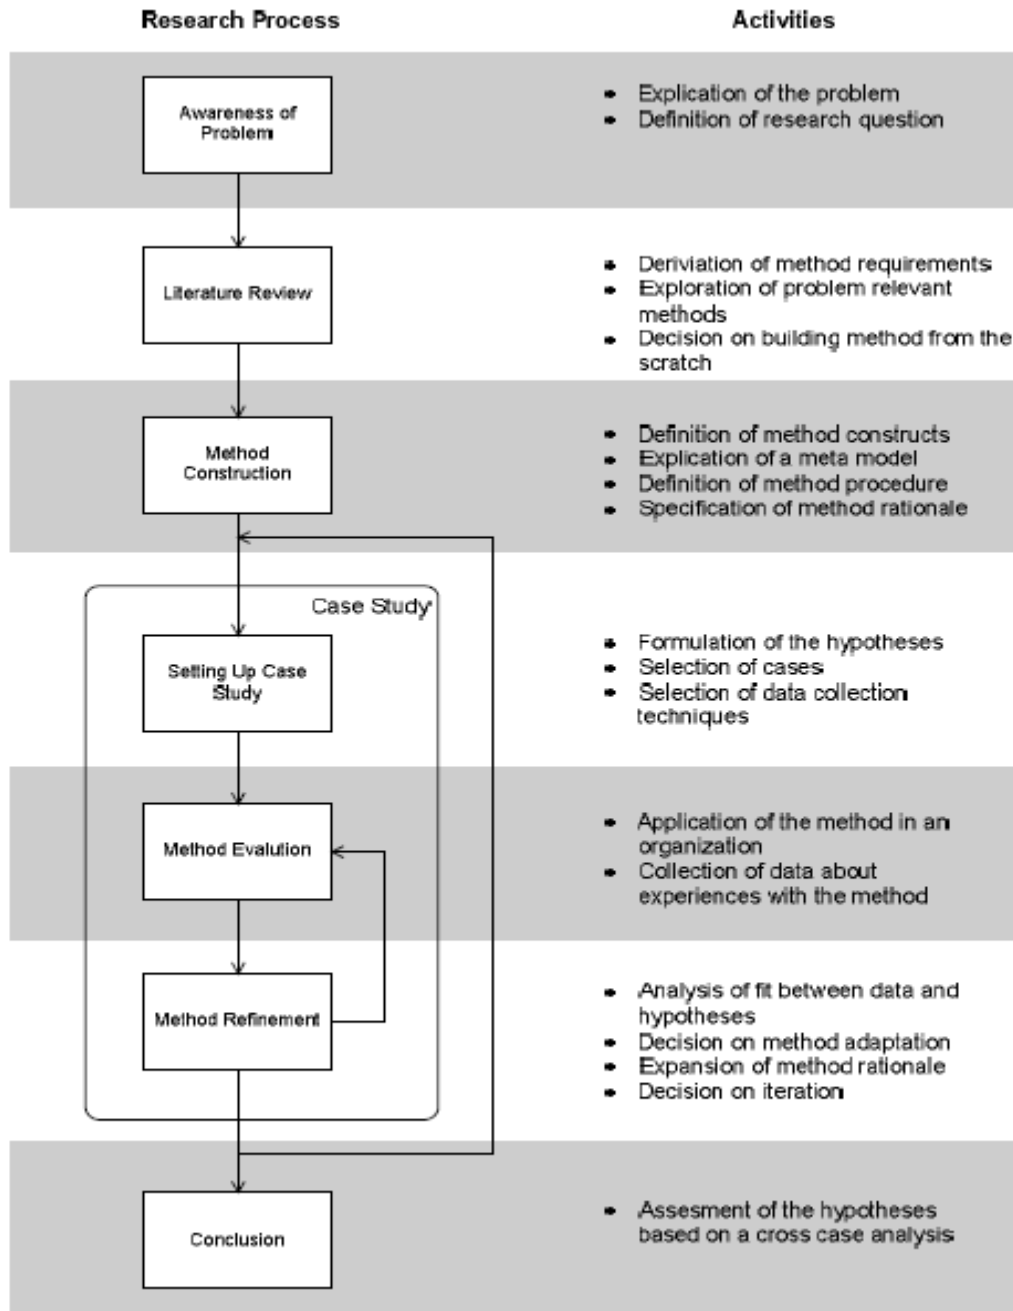 Research Process
Activities
Awareness of
Problem
• Explication of the problem
• Definition of research question
Literature Review
• Deriviation of method requirements
• Exploration of problem relevant
methods
• Decision on building method from the
scratch
Method
Construction
• Definition of method constructs
• Explication of a meta model
• Definition of method procedure
• Specification of method rationale
Case Study
Setting Up Case
Study
• Formulation of the hypotheses
• Selection of cases
• Selection of data collection
techniques
Method Evalution
• Application of the method in an
organization
• Collection of data about
experiences with the method
Method Refinement
• Analysis of fit between data and
hypotheses
• Decision on method adaptation
• Expansion of method rationale
• Decision on iteration
Conclusion
• Assesment of the hypotheses
based on a cross case analysis